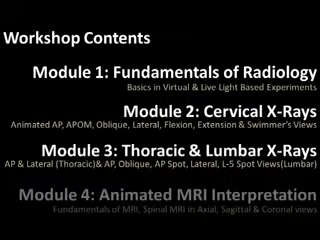 Workshop Contents
Module 1: Fundamentals of Radiology
Basics in Virtual & Live Light Based Experiments
Module 2: Cervical X-Rays
Animated AP, APOM, Oblique, Lateral, Flexion, Extension & Swimmer's Views
Module 3: Thoracic & Lumbar X-Rays
AP & Lateral (Thoracic)& AP, Oblique, AP Spot, Lateral, L-5 Spot Views(Lumbar)
Module 4: Animated MRI Interpretation
Fundamentals of MRI, Spinal MRI in Axial, Sagittal & Coronal views